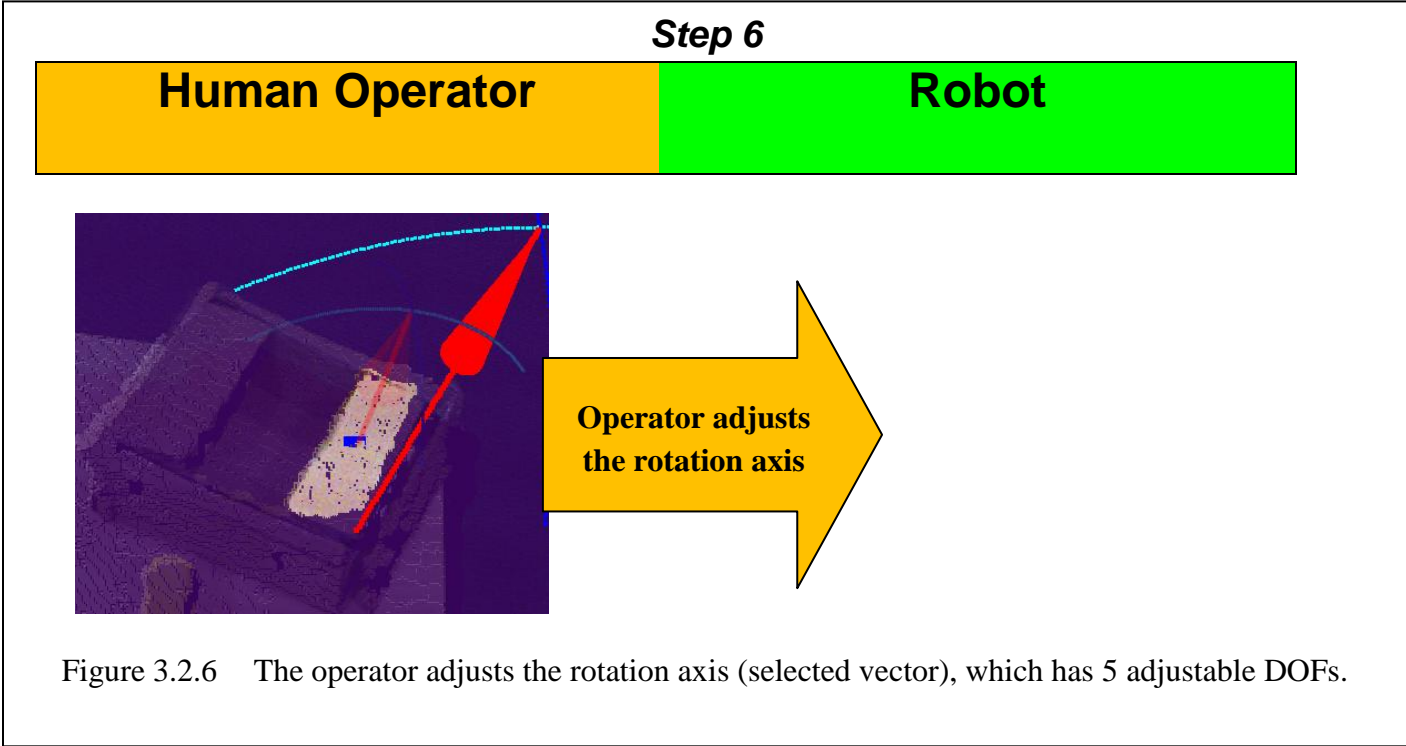 Step 6
Human Operator
Robot
Operator adjusts
the rotation axis
Figure 3.2.6 The operator adjusts the rotation axis (selected vector), which has 5 adjustable DOFs.